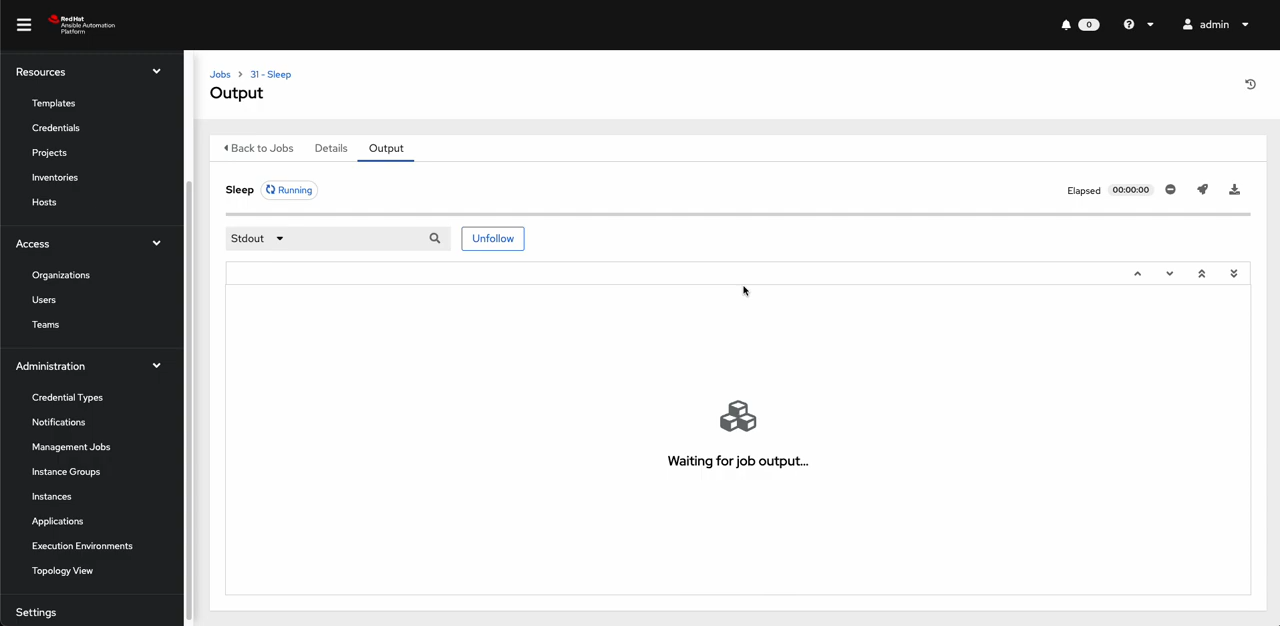 Red Hat
Ansible Automation
Platform
0
admin
Resources
Templates
Credentials
Projects
Inventories
Hosts
Access
Organizations
Users
Teams
Administration
Credential Types
Notifications
Management Jobs
Instance Groups
Instances
Applications
Execution Environments
Topology View
Settings
Jobs > 31 - Sleep
Output
Back to Jobs Details Output
Sleep Running Elapsed 00:00:00
Stdout Unfollow
Waiting for job output...